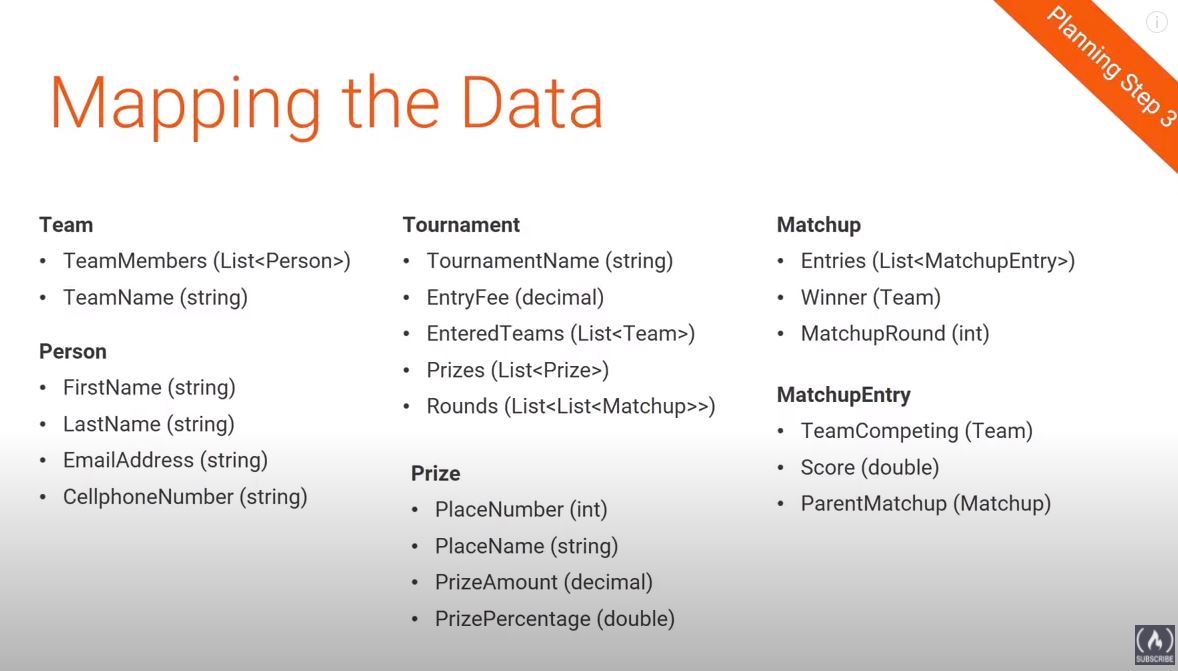 Planning Step 3
Mapping the Data
Team
• TeamMembers (List<Person>)
• TeamName (string)
Person
• FirstName (string)
• LastName (string)
• EmailAddress (string)
• CellphoneNumber (string)
Tournament
• TournamentName (string)
• EntryFee (decimal)
• EnteredTeams (List<Team>)
• Prizes (List<Prize>)
• Rounds (List<List<Matchup>>)
Prize
• PlaceNumber (int)
• PlaceName (string)
• PrizeAmount (decimal)
• PrizePercentage (double)
Matchup
• Entries (List<MatchupEntry>)
• Winner (Team)
• MatchupRound (int)
MatchupEntry
• TeamCompeting (Team)
• Score (double)
• ParentMatchup (Matchup)
SUBSCRIBE